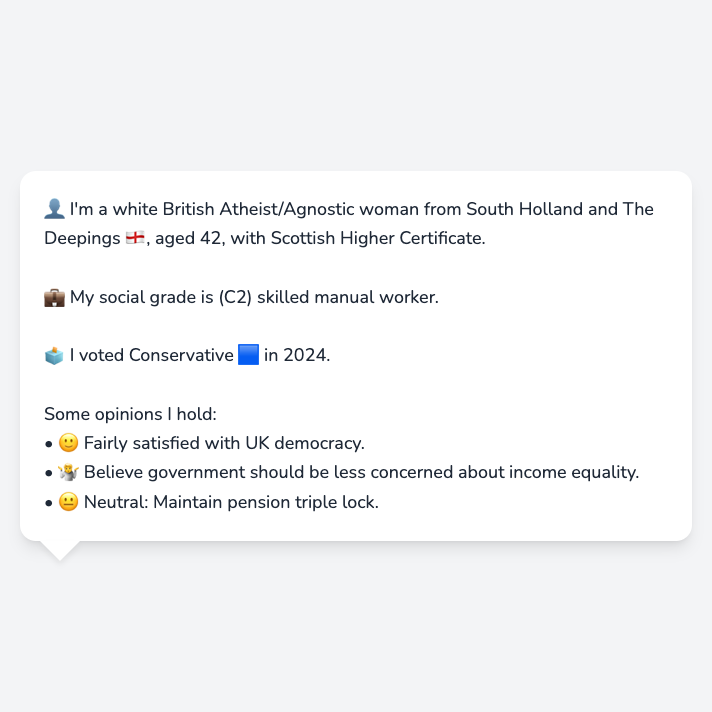 👤 I'm a white British Atheist/Agnostic woman from South Holland and The
Deepings 🏴󠁧󠁢󠁥󠁮󠁧󠁿, aged 42, with Scottish Higher Certificate.
💼 My social grade is (C2) skilled manual worker.
🗳️ I voted Conservative 🟦 in 2024.
Some opinions I hold:
• 🙂 Fairly satisfied with UK democracy.
• 🤷 Believe government should be less concerned about income equality.
• 😐 Neutral: Maintain pension triple lock.